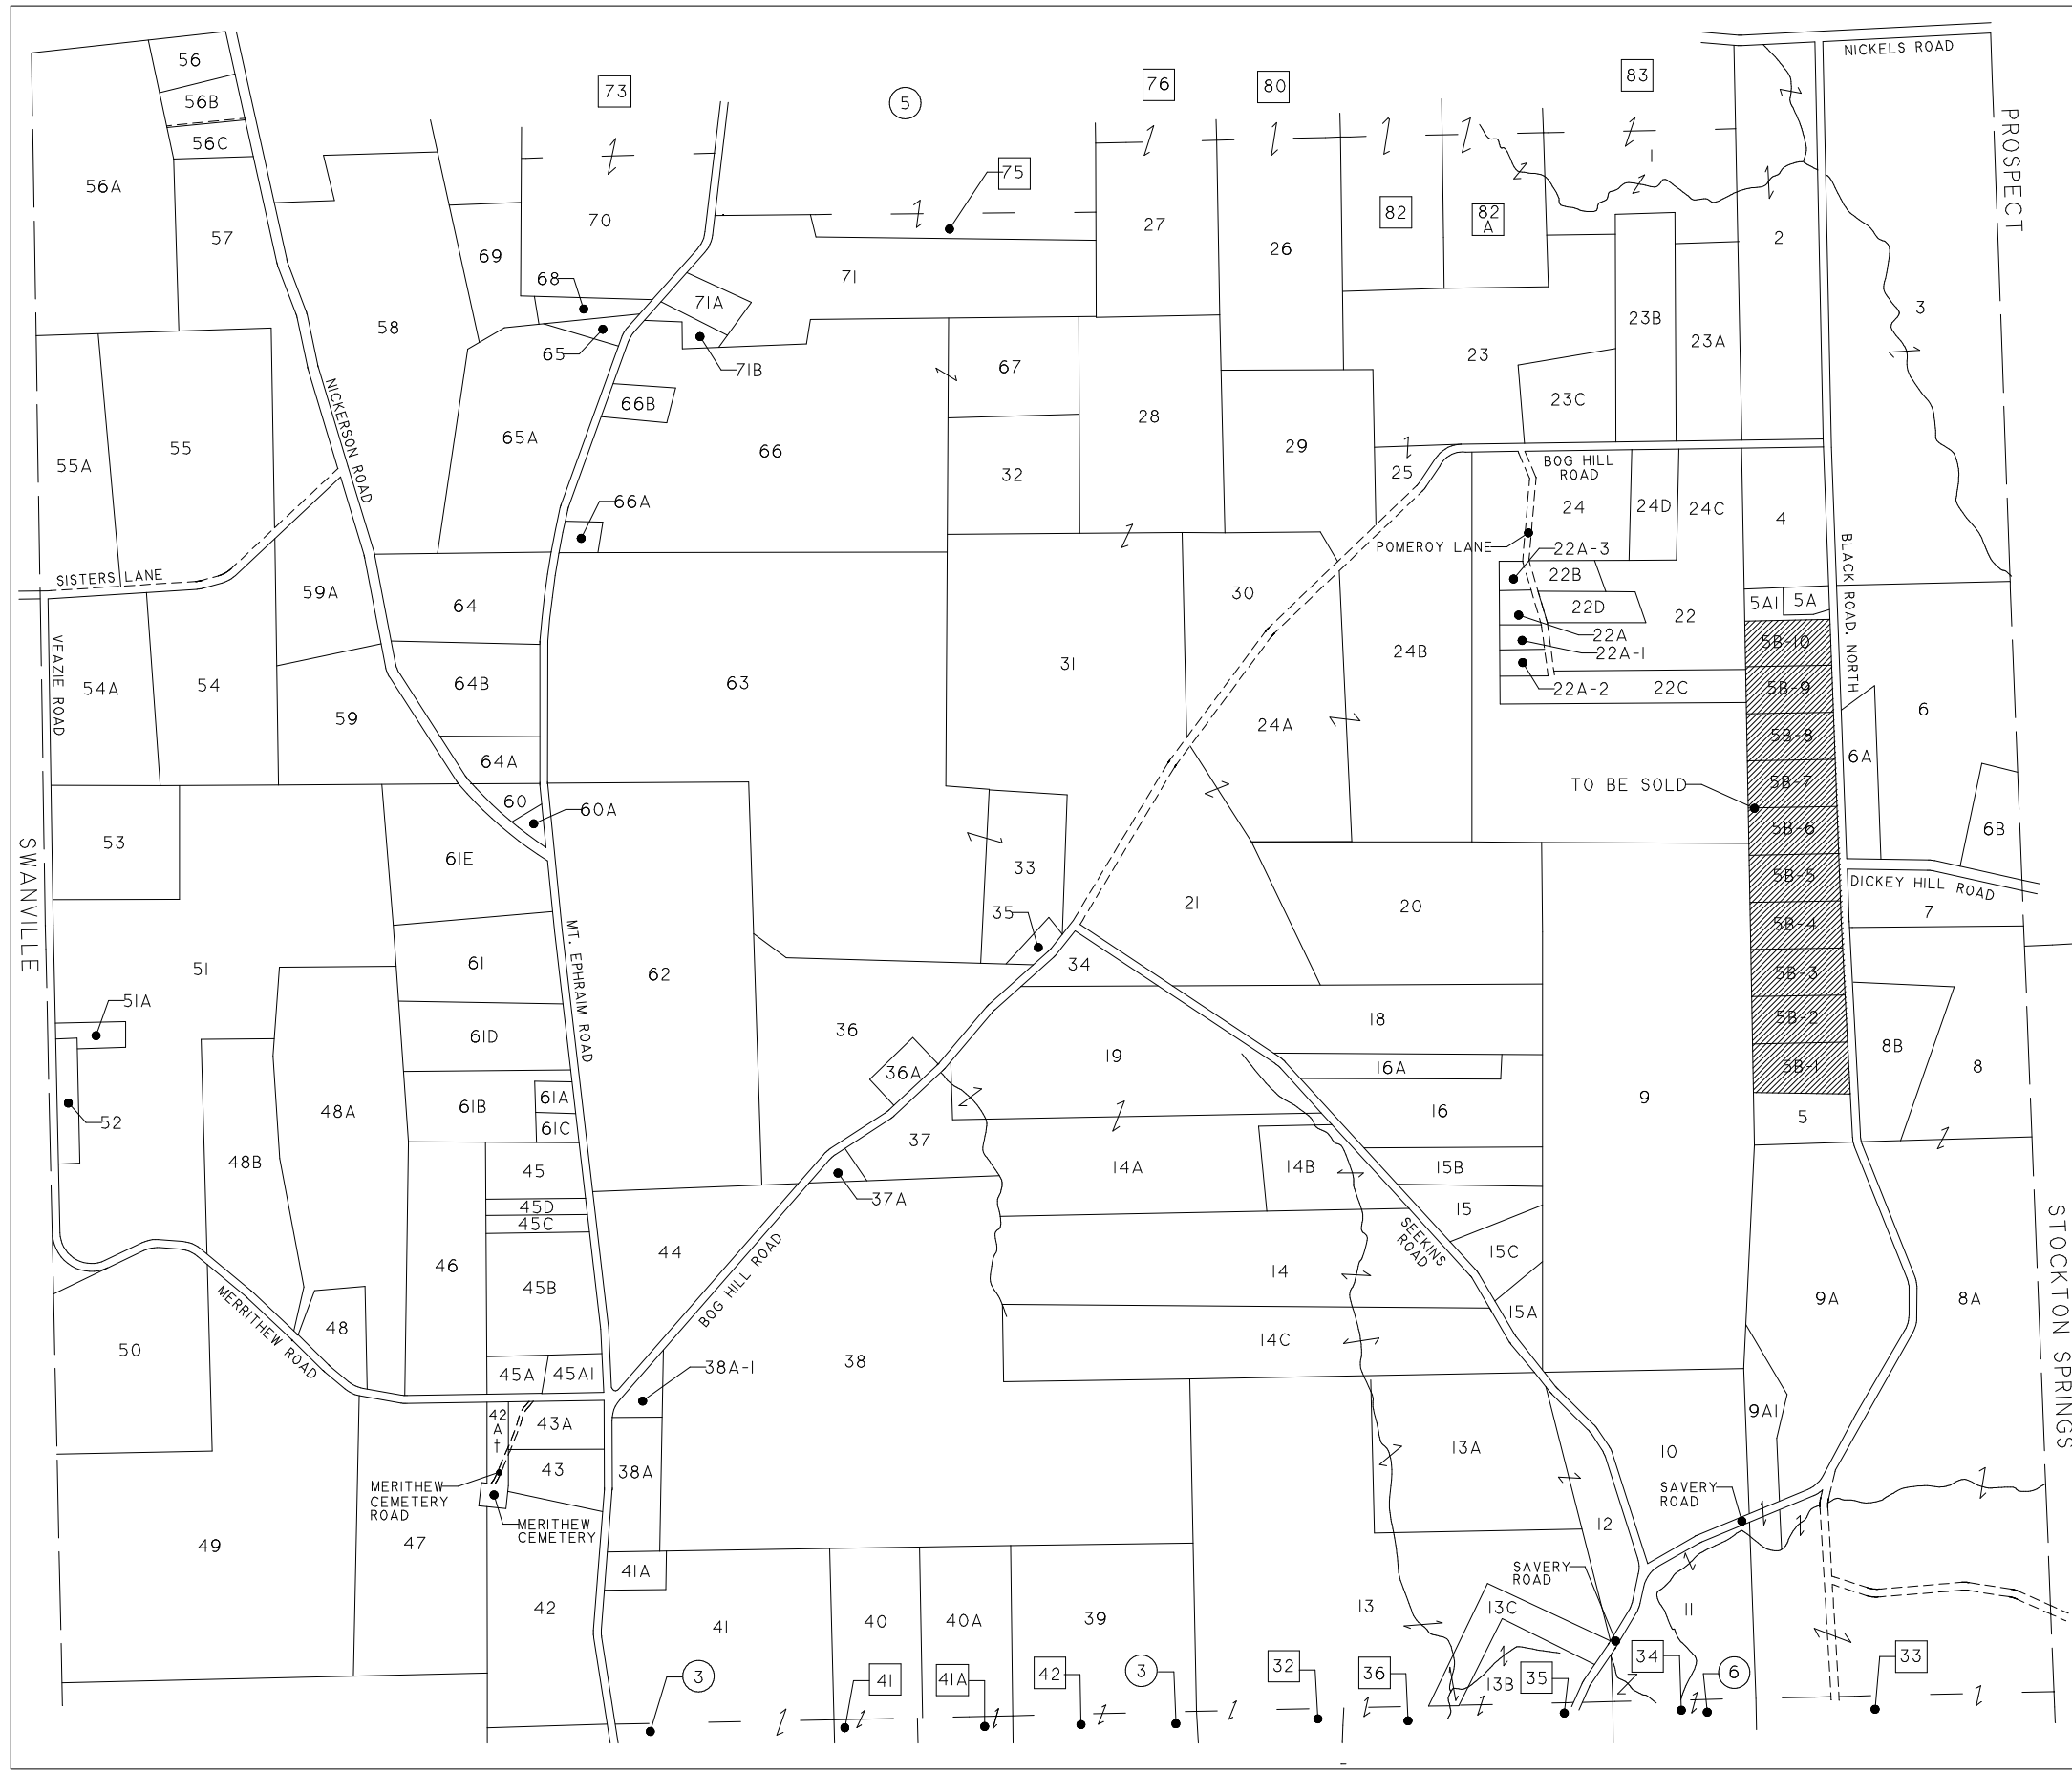 NICKELS ROAD
56
73
5
76
80
83
56B
56C
1
PROSPECT
56A
75
57
70
82
82
A
27
2
26
69
71
68
71A
3
58
23B
65
23A
23
71B
67
66B
23C
28
65A
NICKERSON ROAD
55
66
29
55A
32
25
BOG HILL
ROAD
66A
24
24D
24C
4
POMEROY LANE
22A-3
BLACK ROAD, NORTH
SISTERS LANE
22B
59A
64
30
22D
5A1
5A
22
VEAZIE ROAD
22A
5B-10
22A-1
24B
31
54A
54
64B
63
22A-2
22C
5B-9
59
24A
6
5B-8
64A
6A
TO BE SOLD
5B-7
60
60A
5B-6
6B
53
61E
33
5B-5
DICKEY HILL ROAD
SWANVILLE
35
21
20
7
MT. EPHRAIM ROAD
5B-4
51
61
62
34
5B-3
51A
36
18
5B-2
61D
19
8B
16A
36A
5B-1
8
61A
61B
48A
9
16
52
61C
37
5
48B
45
14A
14B
15B
37A
45D
45C
15
SEEKINS
ROAD
44
15C
46
BOG HILL ROAD
14
STOCKTON SPRINGS
45B
9A
8A
MERRITHEW ROAD
15A
48
14C
50
38
38A-1
45A
45A1
9A1
42
A
43A
13A
10
43
38A
MERITHEW
CEMETERY
ROAD
SAVERY
ROAD
MERITHEW
CEMETERY
12
49
47
41A
SAVERY
ROAD
42
13
13C
11
41
40
40A
39
3
41
41A
42
3
32
36
13B
35
34
6
33